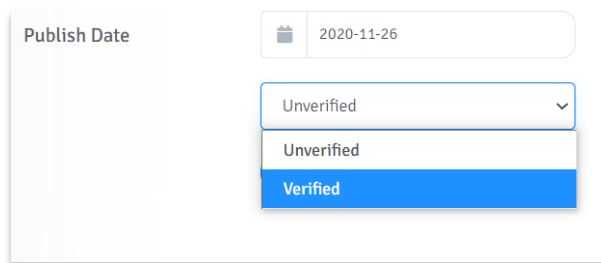 Publish Date
2020-11-26
Unverified
Unverified
Verified